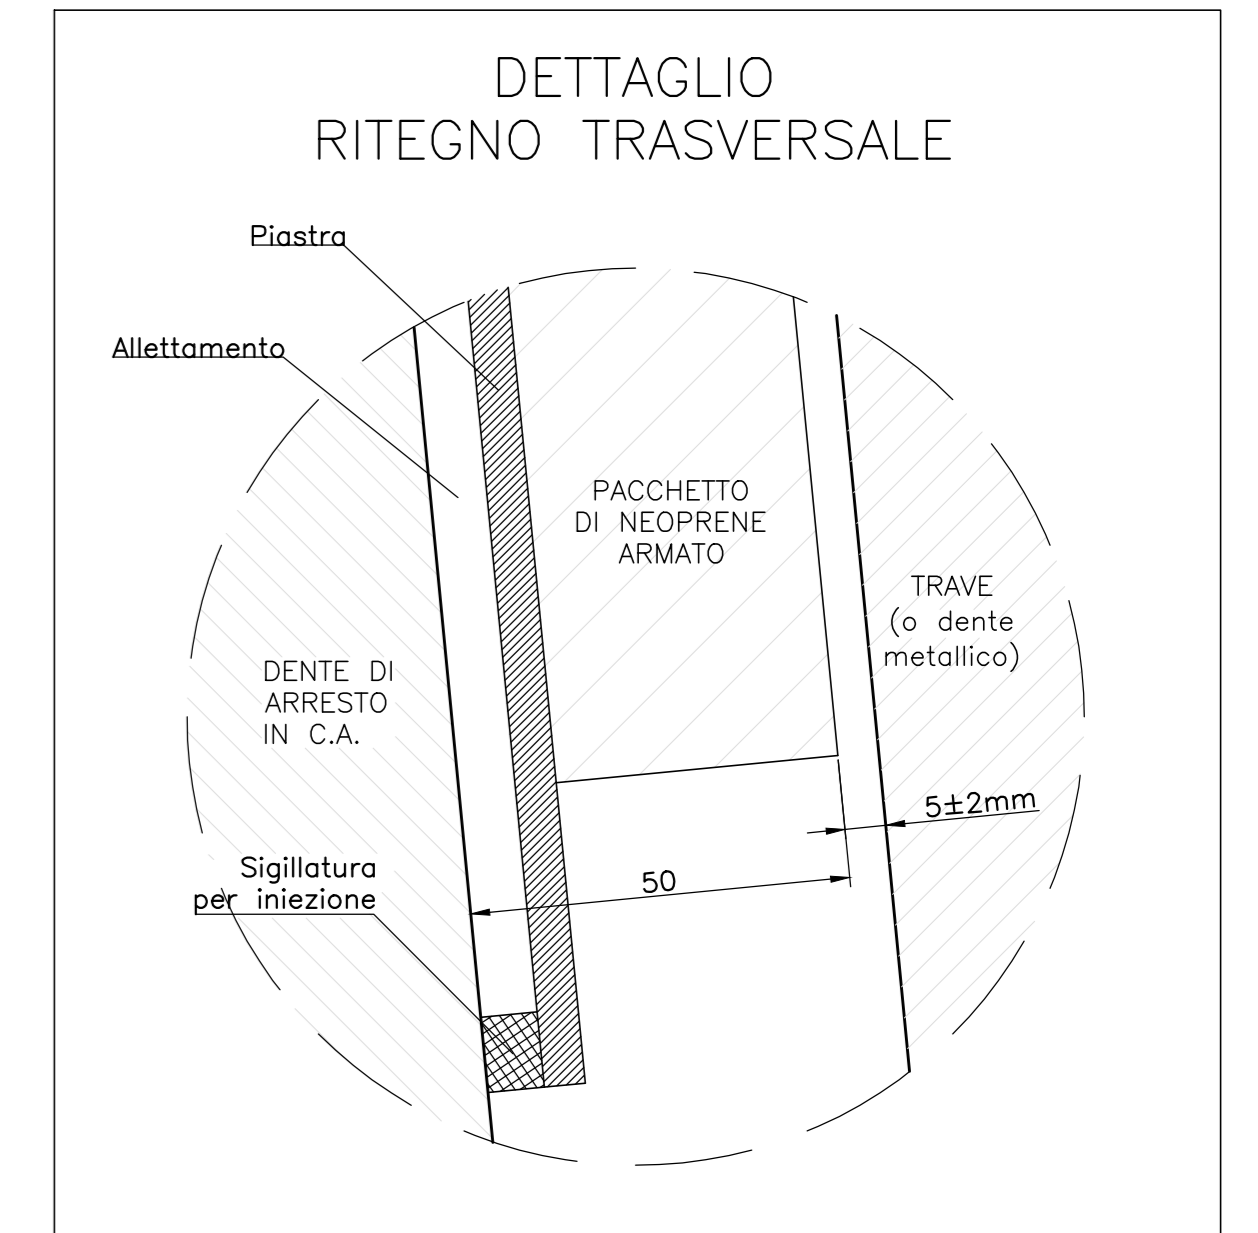 DETTAGLIO
RITEGNO TRASVERSALE
Piastra
Allettamento
PACCHETTO
DI NEOPRENE
ARMATO
TRAVE
(o dente
metallico)
DENTE DI
ARRESTO
IN C.A.
5±2mm
Sigillatura
per iniezione
50